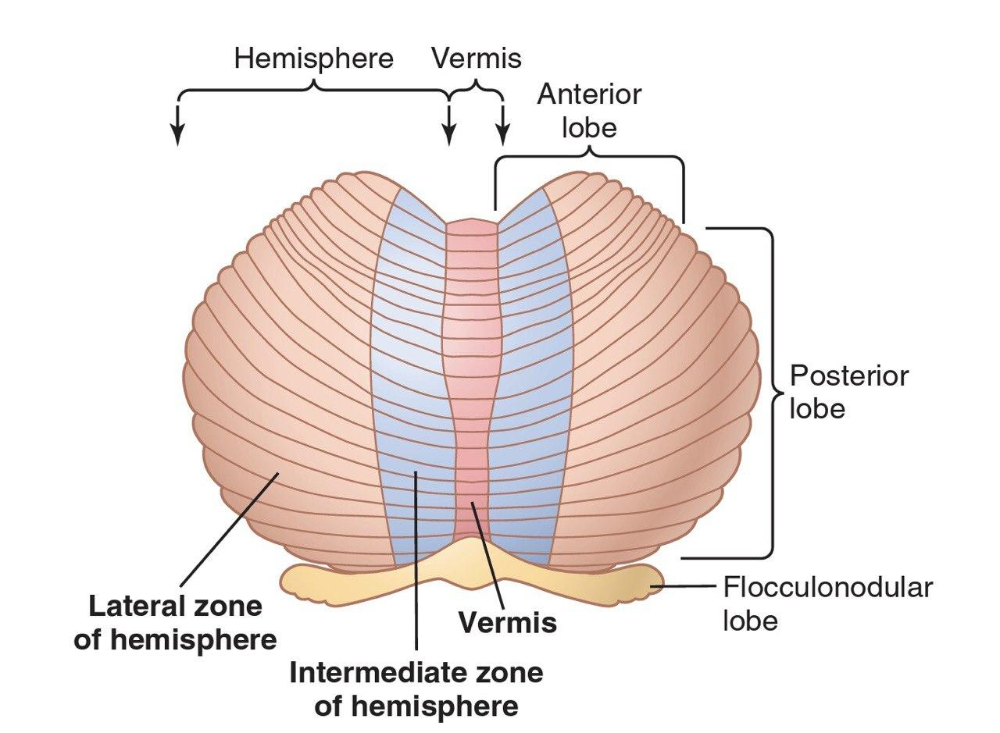 Hemisphere
Vermis
Anterior
lobe
Posterior
lobe
Flocculonodular
lobe
Lateral zone
of hemisphere
Vermis
Intermediate zone
of hemisphere